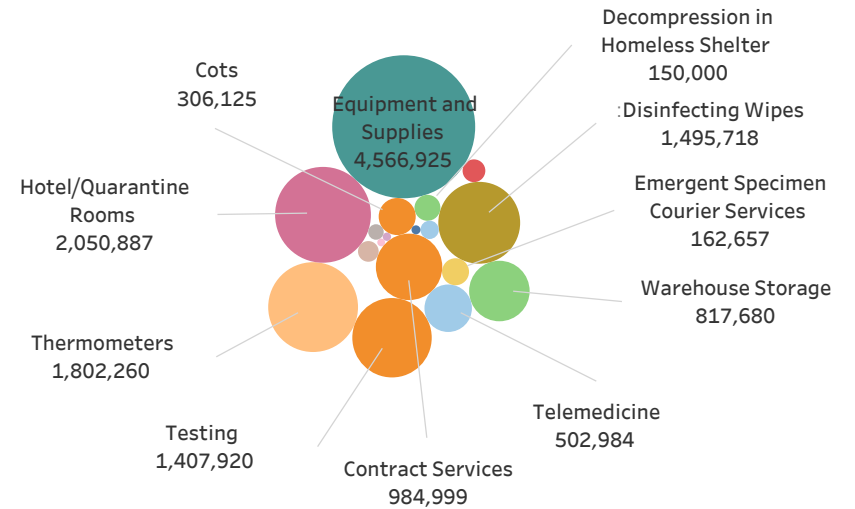 Decompression in
Homeless Shelter
150,000
Cots
306,125
Equipment and
Supplies
4,566,925
:Disinfecting Wipes
1,495,718
Hotel/Quarantine
Rooms
2,050,887
Emergent Specimen
Courier Services
162,657
Warehouse Storage
817,680
Thermometers
1,802,260
Telemedicine
502,984
Testing
1,407,920
Contract Services
984,999